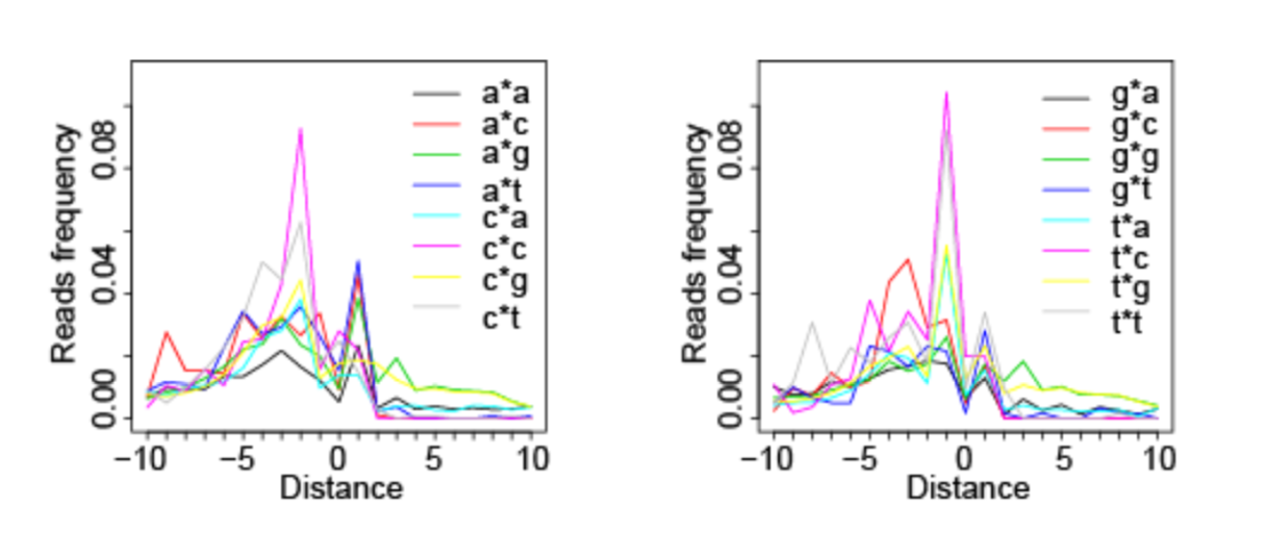 Reads frequency
0.00 0.04 0.08
a*a
a*c
a*g
a*t
c*a
c*c
c*g
c*t
−10 −5 0 5 10
Distance
Reads frequency
0.00 0.04 0.08
g*a
g*c
g*g
g*t
t*a
t*c
t*g
t*t
−10 −5 0 5 10
Distance